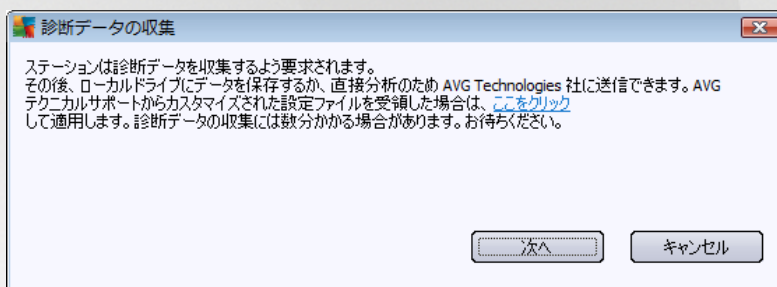 診断データの収集
ステーションは診断データを収集するよう要求されます。
その後、ローカルドライブにデータを保存するか、直接分析のため AVG Technologies 社に送信できます。AVG
テクニカルサポートからカスタマイズされた設定ファイルを受領した場合は、ここをクリック
して適用します。診断データの収集には数分かかる場合があります。お待ちください。
次へ
キャンセル